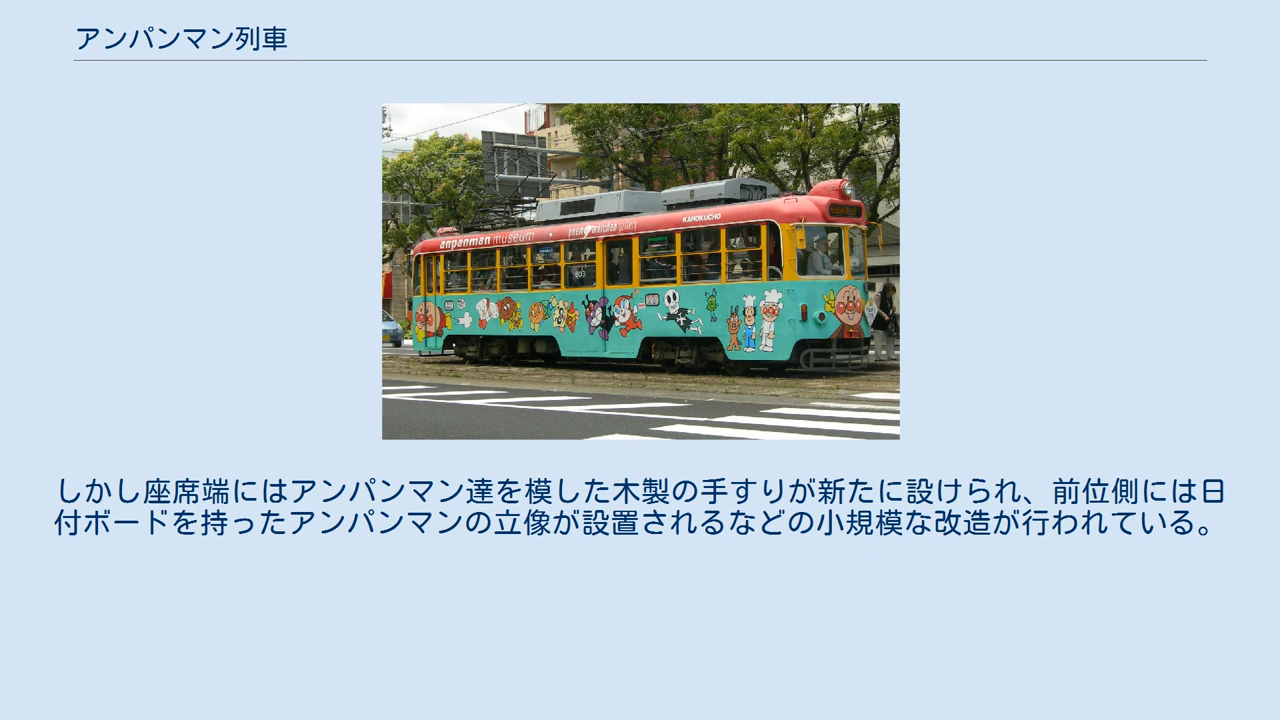 アンパンマン列車
anpanman museum
KAHOKUCHO
603
しかし座席端にはアンパンマン達を模した木製の手すりが新たに設けられ、前位側には日
付ボードを持ったアンパンマンの立像が設置されるなどの小規模な改造が行われている。